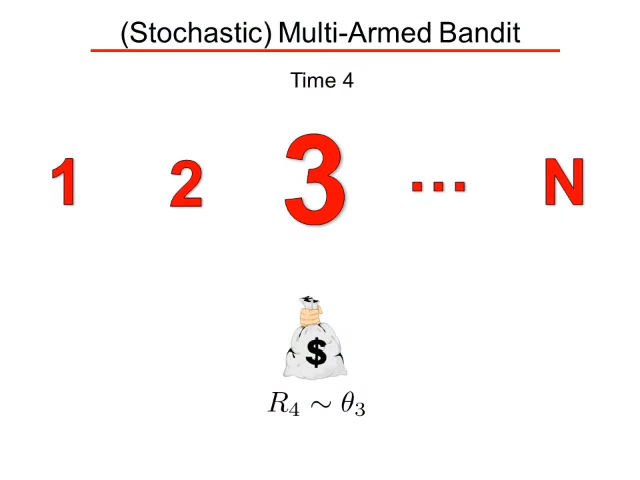 (Stochastic) Multi-Armed Bandit
Time 4
1 2 3 ... N
$
R₄ ∼ θ₃